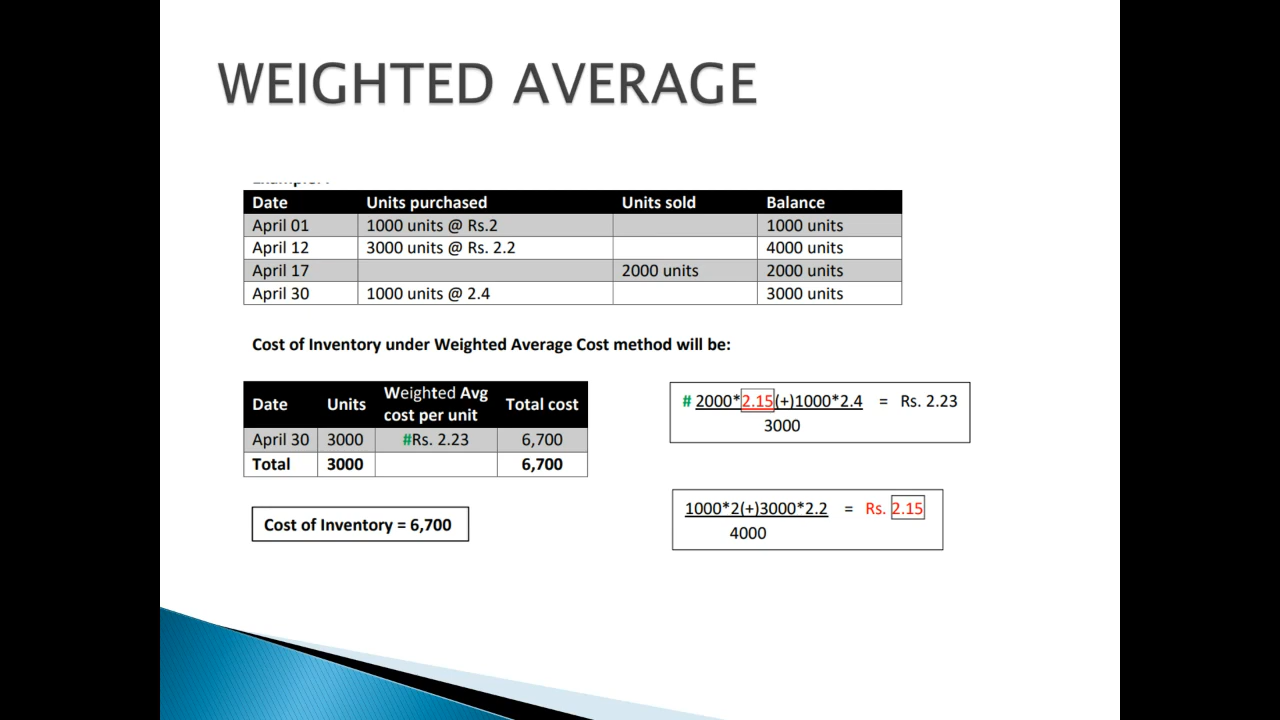 WEIGHTED AVERAGE
Date Units purchased Units sold Balance
April 01 1000 units @ Rs.2 1000 units
April 12 3000 units @ Rs. 2.2 4000 units
April 17 2000 units 2000 units
April 30 1000 units @ 2.4 3000 units
Cost of Inventory under Weighted Average Cost method will be:
Date Units Weighted Avg cost per unit Total cost
April 30 3000 #Rs. 2.23 6,700
Total 3000 6,700
Cost of Inventory = 6,700
# 2000*2.15(+)1000*2.4 = Rs. 2.23
3000
1000*2(+)3000*2.2 = Rs. 2.15
4000